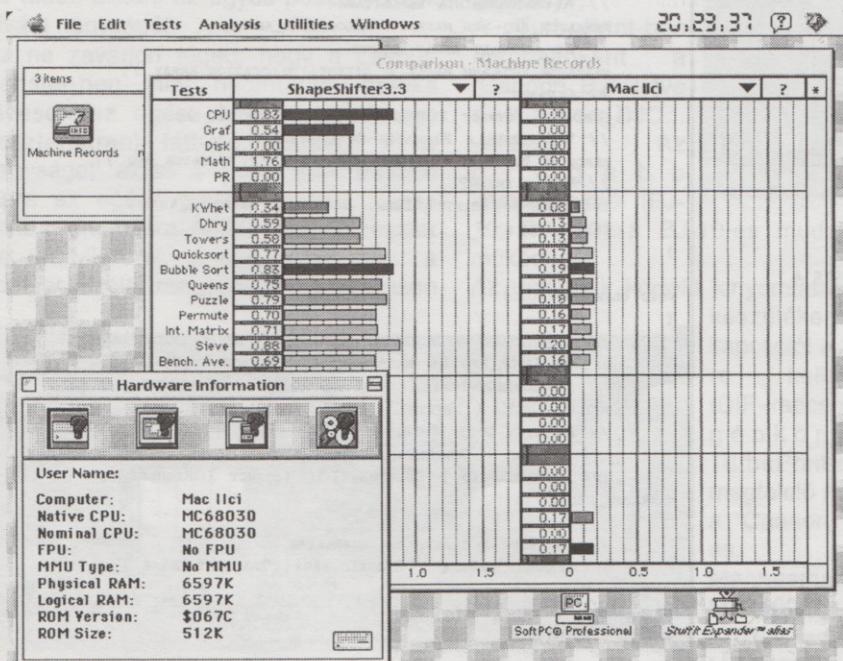 File Edit Tests Analysis Utilities Windows 20:23:37
Comparison - Machine Records
3 items
Machine Records
Tests ShapeShifter3.3 ? Mac IIci ? *
CPU 0.83 0.00
Graf 0.54 0.00
Disk 0.00 0.00
Math 1.76 0.00
PR 0.00 0.00
KWhet 0.34 0.08
Dhry 0.59 0.13
Towers 0.58 0.13
Quicksort 0.77 0.17
Bubble Sort 0.83 0.19
Queens 0.75 0.17
Puzzle 0.79 0.18
Permute 0.70 0.16
Int. Matrix 0.71 0.17
Sieve 0.88 0.20
Bench. Ave. 0.69 0.16
0.00
0.00
0.00
0.00
0.00
0.00
0.17
0.00
0.17
1.0 1.5 0 0.5 1.0 1.5
Hardware Information
User Name:
Computer: Mac IIci
Native CPU: MC68030
Nominal CPU: MC68030
FPU: No FPU
MMU Type: No MMU
Physical RAM: 6597K
Logical RAM: 6597K
ROM Version: $067C
ROM Size: 512K
PC
SoftPC® Professional
StuffIt Expander™ alias